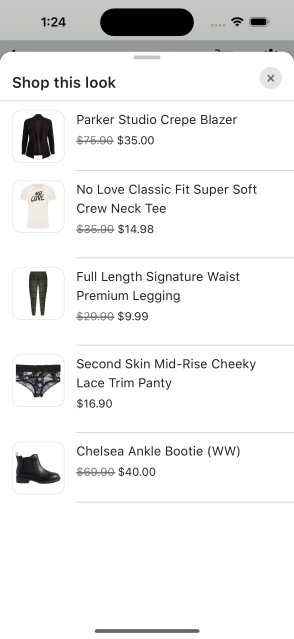 1:24
Shop this look
Parker Studio Crepe Blazer
$75.90 $35.00
No Love Classic Fit Super Soft
Crew Neck Tee
$35.90 $14.98
Full Length Signature Waist
Premium Legging
$29.90 $9.99
Second Skin Mid-Rise Cheeky
Lace Trim Panty
$16.90
Chelsea Ankle Bootie (WW)
$69.90 $40.00